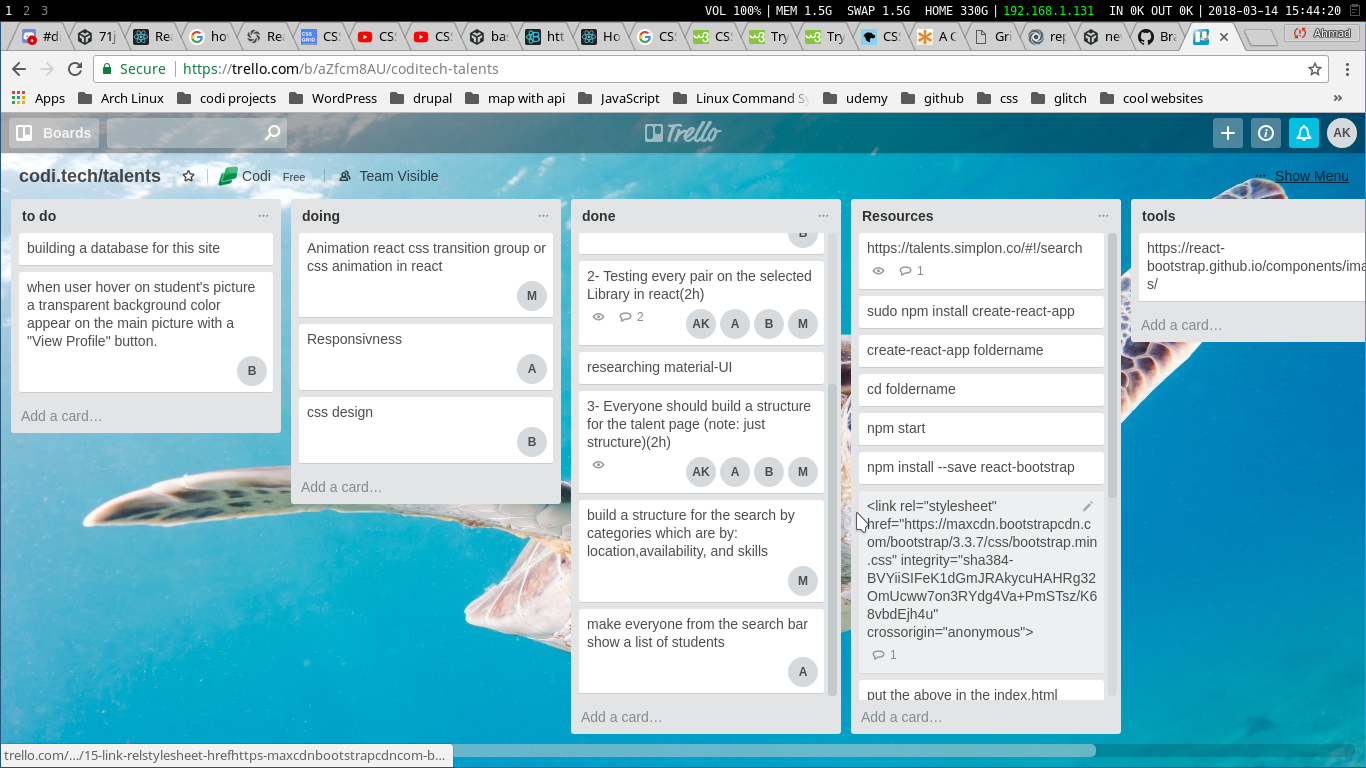 1 2 3
VOL 100% | MEM 1.5G SWAP 1.5G HOME 330G | 192.168.1.131 IN 0K OUT 0K | 2018-03-14 15:44:20
#di 71j Re ho Re CS CS CS ba htt Ho CS CS Try Try CS A C Gri rep ne Bra Ahmad
Secure https://trello.com/b/aZfcm8AU/coditech-talents
Apps Arch Linux codi projects WordPress drupal map with api JavaScript Linux Command udemy github css glitch cool websites »
Boards Trello AK
codi.tech/talents Codi Free Team Visible ... Show Menu
to do
building a database for this site
when user hover on student's picture
a transparent background color
appear on the main picture with a
"View Profile" button.
B
Add a card…
doing
Animation react css transition group or
css animation in react
M
Responsivness
A
css design
B
Add a card…
done
B
2- Testing every pair on the selected
Library in react(2h)
2 AK A B M
researching material-UI
3- Everyone should build a structure
for the talent page (note: just
structure)(2h)
AK A B M
build a structure for the search by
categories which are by:
location,availability, and skills
M
make everyone from the search bar
show a list of students
A
Add a card…
Resources
https://talents.simplon.co/#!/search
1
sudo npm install create-react-app
create-react-app foldername
cd foldername
npm start
npm install --save react-bootstrap
<link rel="stylesheet"
href="https://maxcdn.bootstrapcdn.c
om/bootstrap/3.3.7/css/bootstrap.min
.css" integrity="sha384-
BVYiiSIFeK1dGmJRAkycuHAHRg32
OmUcww7on3RYdg4Va+PmSTsz/K6
8vbdEjh4u"
crossorigin="anonymous">
1
put the above in the index.html
Add a card…
tools
https://react-
bootstrap.github.io/components/ima
s/
Add a card…
trello.com/.../15-link-relstylesheet-hrefhttps-maxcdnbootstrapcdncom-b...